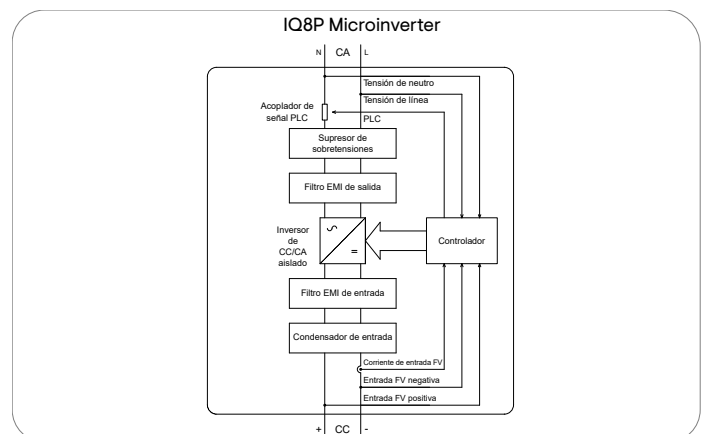 IQ8P Microinverter
N CA L
Tensión de neutro
Tensión de línea
Acoplador de
señal PLC
PLC
Supresor de
sobretensiones
Filtro EMI de salida
Inversor
de
CC/CA
aislado
∿
=
Controlador
Filtro EMI de entrada
Condensador de entrada
Corriente de entrada FV
Entrada FV negativa
Entrada FV positiva
+ CC -